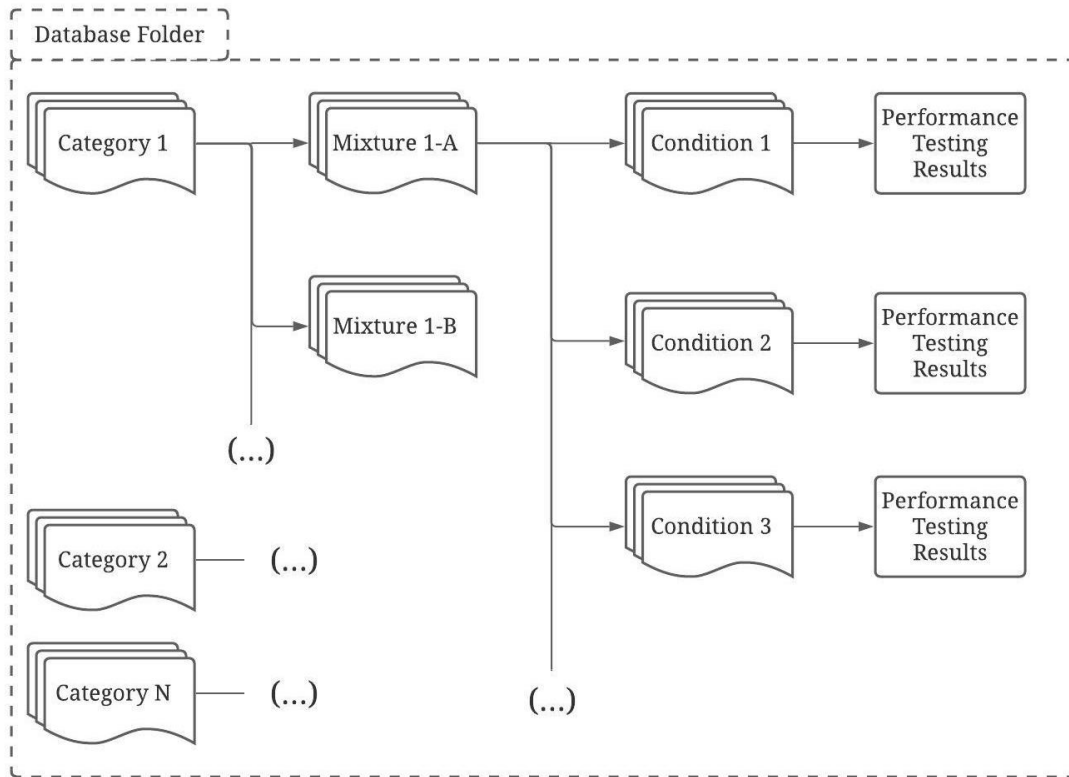 Database Folder
Category 1
Mixture 1-A
Condition 1
Performance
Testing
Results
Mixture 1-B
Condition 2
Performance
Testing
Results
(...)
Category 2
(...)
Condition 3
Performance
Testing
Results
Category N
(...)
(...)